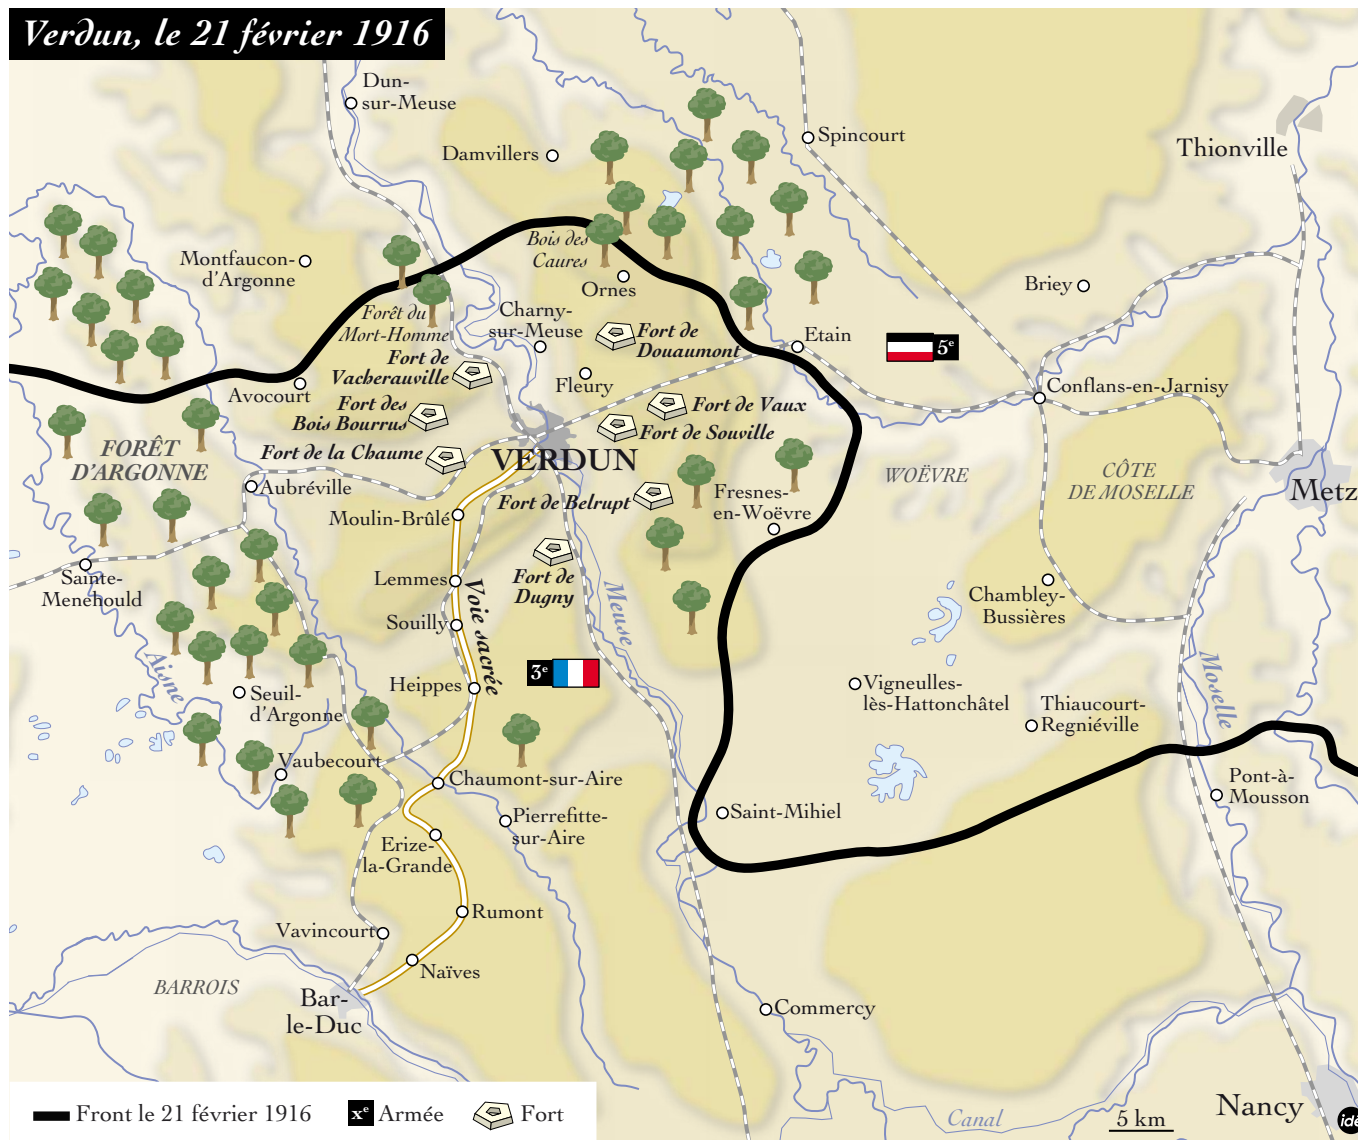 Verdun, le 21 février 1916
Dun-
sur-Meuse
Damvillers
Spincourt
Thionville
Montfaucon-
d'Argonne
Bois des
Caures
Ornes
Briey
Forêt du
Mort-Homme
Charny-
sur-Meuse
Fort de
Douaumont
Etain
5e
Fort de
Vacherauville
Fleury
Conflans-en-Jarnisy
Avocourt
Fort des
Bois Bourrus
Fort de Vaux
Fort de Souville
FORÊT
D'ARGONNE
Fort de la Chaume
VERDUN
WOËVRE
CÔTE
DE MOSELLE
Metz
Aubréville
Fort de Belrupt
Fresnes-
en-Woëvre
Moulin-Brûlé
Sainte-
Menehould
Lemmes
Fort de
Dugny
Meuse
Chambley-
Bussières
Souilly
Voie sacrée
Aisne
3e
Heippes
Seuil-
d'Argonne
Vigneulles-
lès-Hattonchâtel
Thiaucourt-
Regniéville
Moselle
Vaubecourt
Chaumont-sur-Aire
Pont-à-
Mousson
Pierrefitte-
sur-Aire
Saint-Mihiel
Erize-
la-Grande
Rumont
Vavincourt
Naïves
BARROIS
Bar-
le-Duc
Commercy
Front le 21 février 1916
xe Armée
Fort
Canal
5 km
Nancy
idé